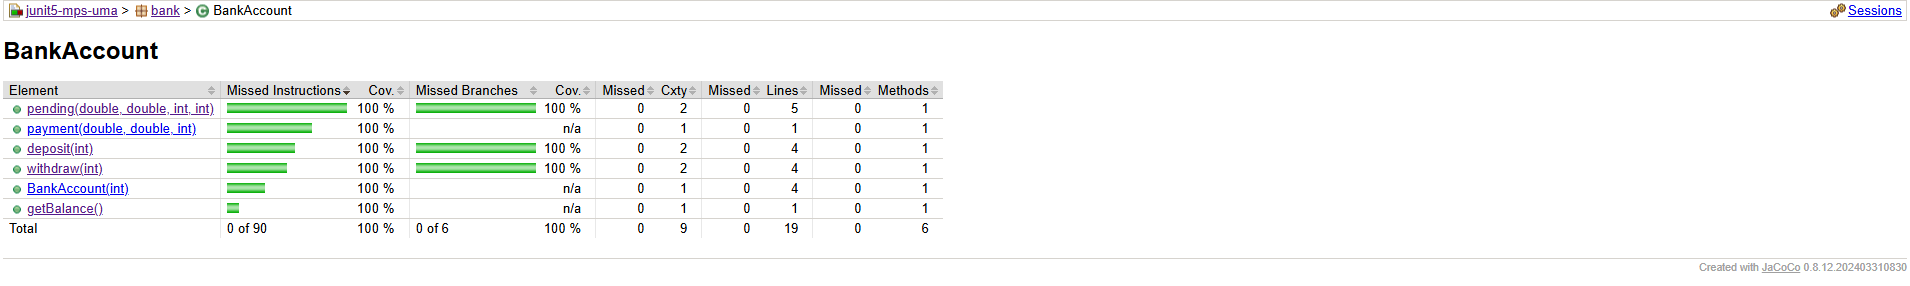 junit5-mps-uma > bank > BankAccount Sessions
BankAccount
Element Missed Instructions Cov. Missed Branches Cov. Missed Cxty Missed Lines Missed Methods
pending(double, double, int, int) 100 % 100 % 0 2 0 5 0 1
payment(double, double, int) 100 % n/a 0 1 0 1 0 1
deposit(int) 100 % 100 % 0 2 0 4 0 1
withdraw(int) 100 % 100 % 0 2 0 4 0 1
BankAccount(int) 100 % n/a 0 1 0 4 0 1
getBalance() 100 % n/a 0 1 0 1 0 1
Total 0 of 90 100 % 0 of 6 100 % 0 9 0 19 0 6
Created with JaCoCo 0.8.12.202403310830